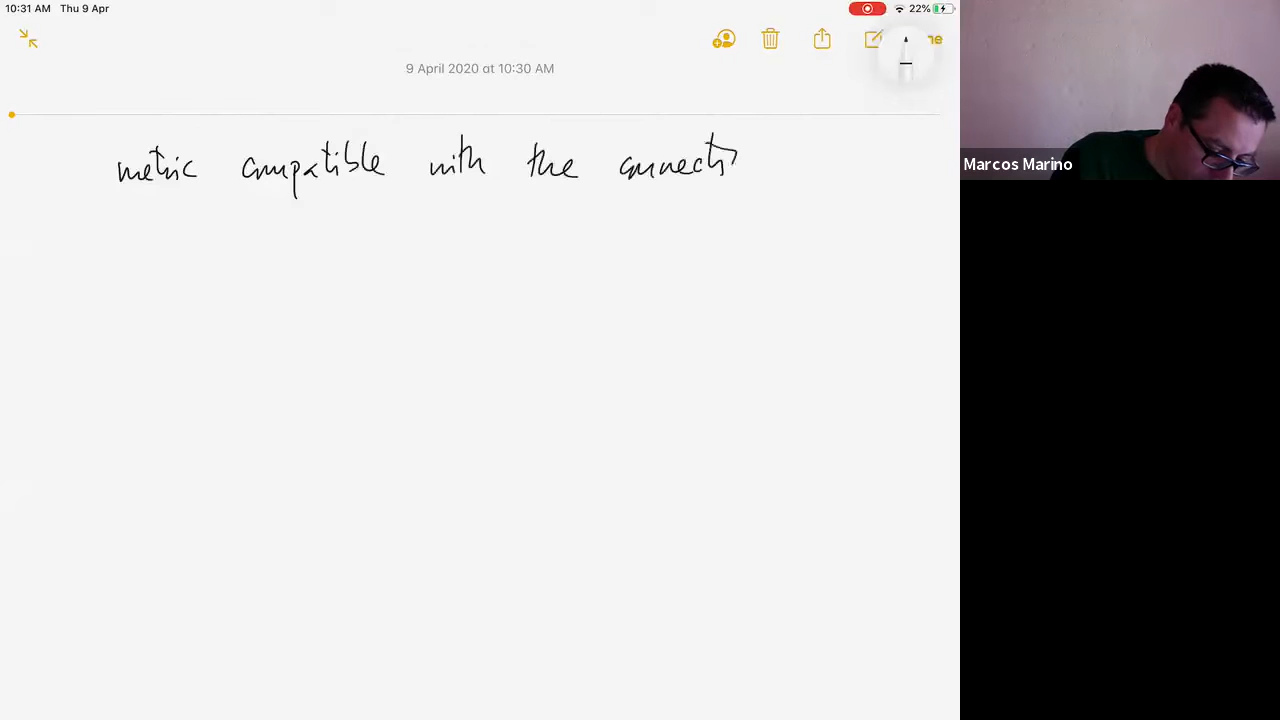 10:31 AM Thu 9 Apr
22%
9 April 2020 at 10:30 AM
metric compatible with the
Marcos Marino